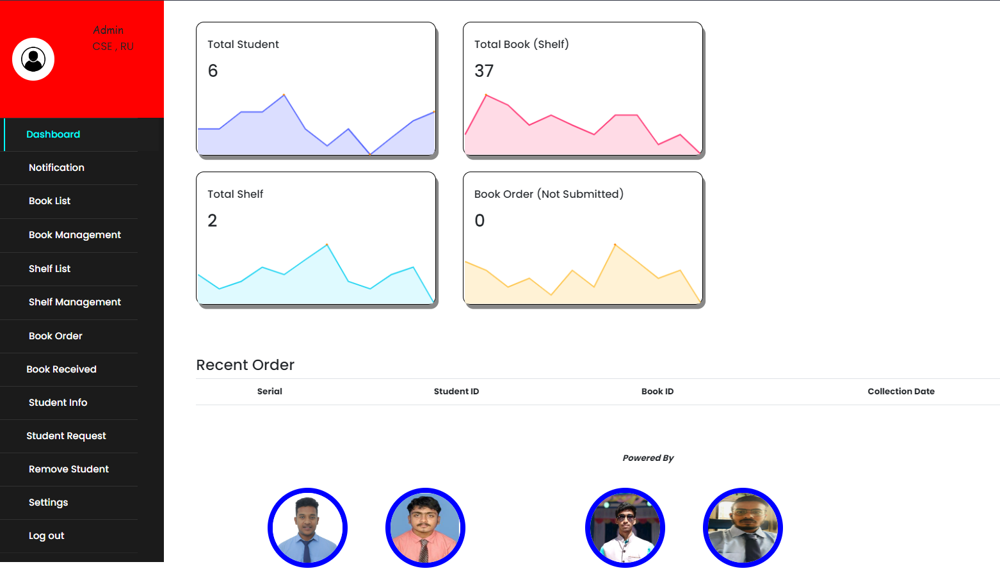 Admin
CSE , RU
Dashboard
Notification
Book List
Book Management
Shelf List
Shelf Management
Book Order
Book Received
Student Info
Student Request
Remove Student
Settings
Log out
Total Student
6
Total Book (Shelf)
37
Total Shelf
2
Book Order (Not Submitted)
0
Recent Order
Serial Student ID Book ID Collection Date
Powered By